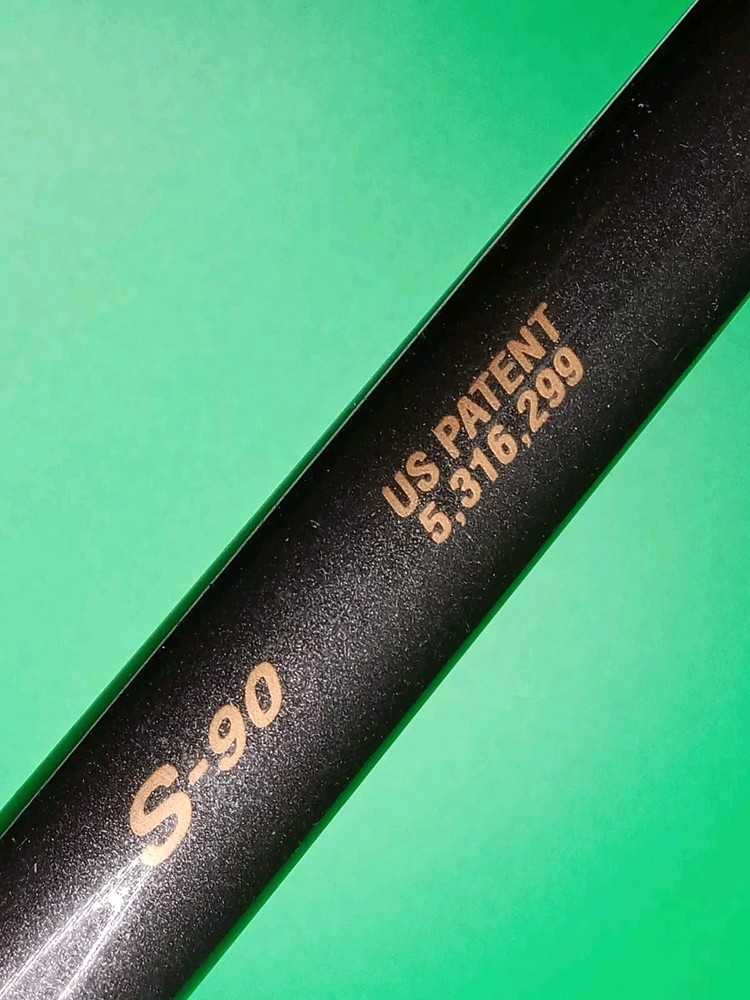 US PATENT
5,316,299
S-90